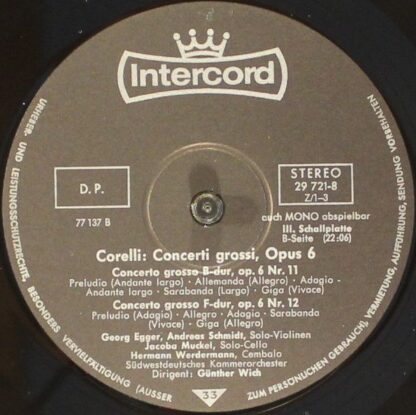 Intercord
D. P.
77 137 B
STEREO
29 721-8
Z/1-3
auch MONO abspielbar
III. Schallplatte
B-Seite (22:06)
Corelli: Concerti grossi, Opus 6
Concerto grosso B-dur, op. 6 Nr. 11
Preludio (Andante largo) · Allemanda (Allegro) · Adagio -
Andante largo · Sarabanda (Largo) · Giga (Vivace)
Concerto grosso F-dur, op. 6 Nr. 12
Preludio (Adagio) · Allegro · Adagio · Sarabanda
(Vivace) · Giga (Allegro)
Georg Egger, Andreas Schmidt, Solo-Violinen
Jacoba Muckel, Solo-Cello
Hermann Werdermann, Cembalo
Südwestdeutsches Kammerorchester
Dirigent: Günther Wich
33
URHEBER- UND LEISTUNGSSCHUTZRECHTE, BESONDERS VERVIELFÄLTIGUNG (AUSSER ZUM PERSÖNLICHEN GEBRAUCH), VERMIETUNG, AUFFÜHRUNG, SENDUNG VORBEHALTEN